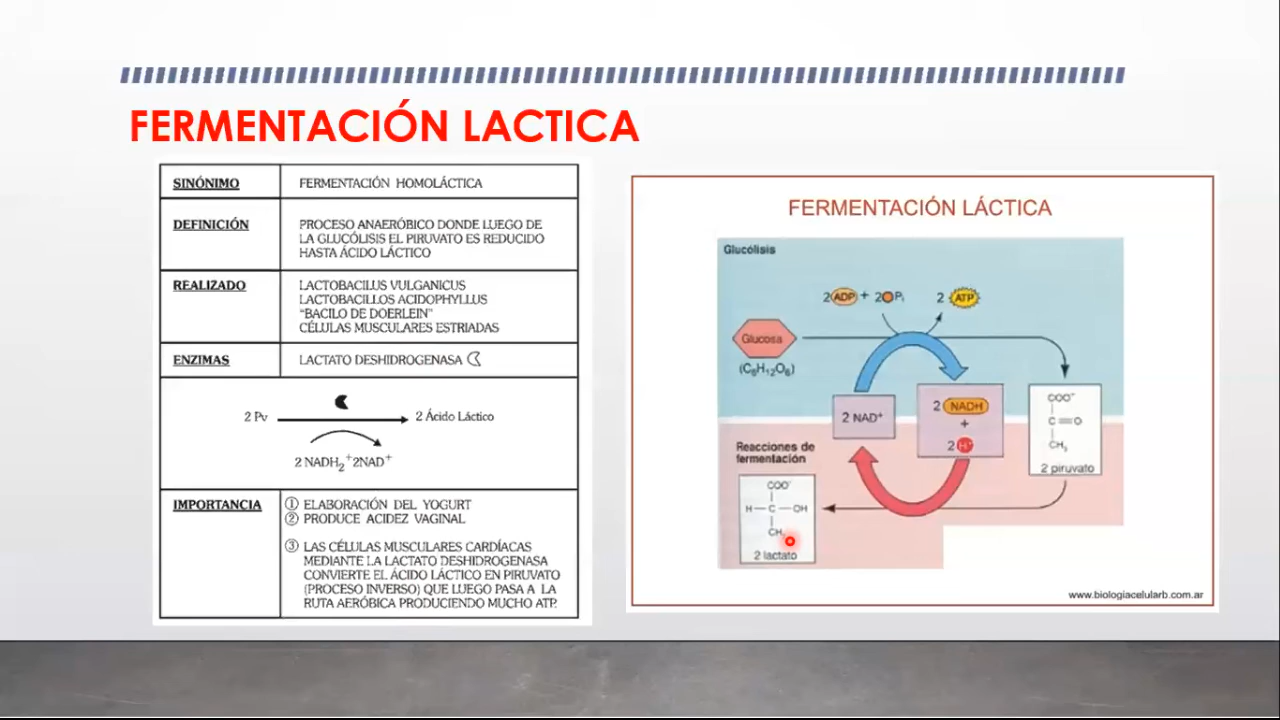 FERMENTACIÓN LACTICA
SINÓNIMO
FERMENTACIÓN HOMOLÁCTICA
DEFINICIÓN
PROCESO ANAERÓBICO DONDE LUEGO DE
LA GLUCÓLISIS EL PIRUVATO ES REDUCIDO
HASTA ÁCIDO LÁCTICO
REALIZADO
LACTOBACILUS VULGANICUS
LACTOBACILLOS ACIDOPHYLLUS
“BACILO DE DOERLEIN”
CÉLULAS MUSCULARES ESTRIADAS
ENZIMAS
LACTATO DESHIDROGENASA
2 Pv
2 Ácido Láctico
2 NADH₂⁺2NAD⁺
IMPORTANCIA
① ELABORACIÓN DEL YOGURT
② PRODUCE ACIDEZ VAGINAL
③ LAS CÉLULAS MUSCULARES CARDÍACAS
MEDIANTE LA LACTATO DESHIDROGENASA
CONVIERTE EL ÁCIDO LÁCTICO EN PIRUVATO
(PROCESO INVERSO) QUE LUEGO PASA A LA
RUTA AERÓBICA PRODUCIENDO MUCHO ATP.
FERMENTACIÓN LÁCTICA
Glucólisis
2 ADP + 2 Pᵢ
2 ATP
Glucosa
(C₆H₁₂O₆)
2 NAD⁺
2 NADH
+
2 H⁺
COO⁻
C=O
CH₃
2 piruvato
Reacciones de
fermentación
COO⁻
H—C—OH
CH₃
2 lactato
www.biologiacelularb.com.ar